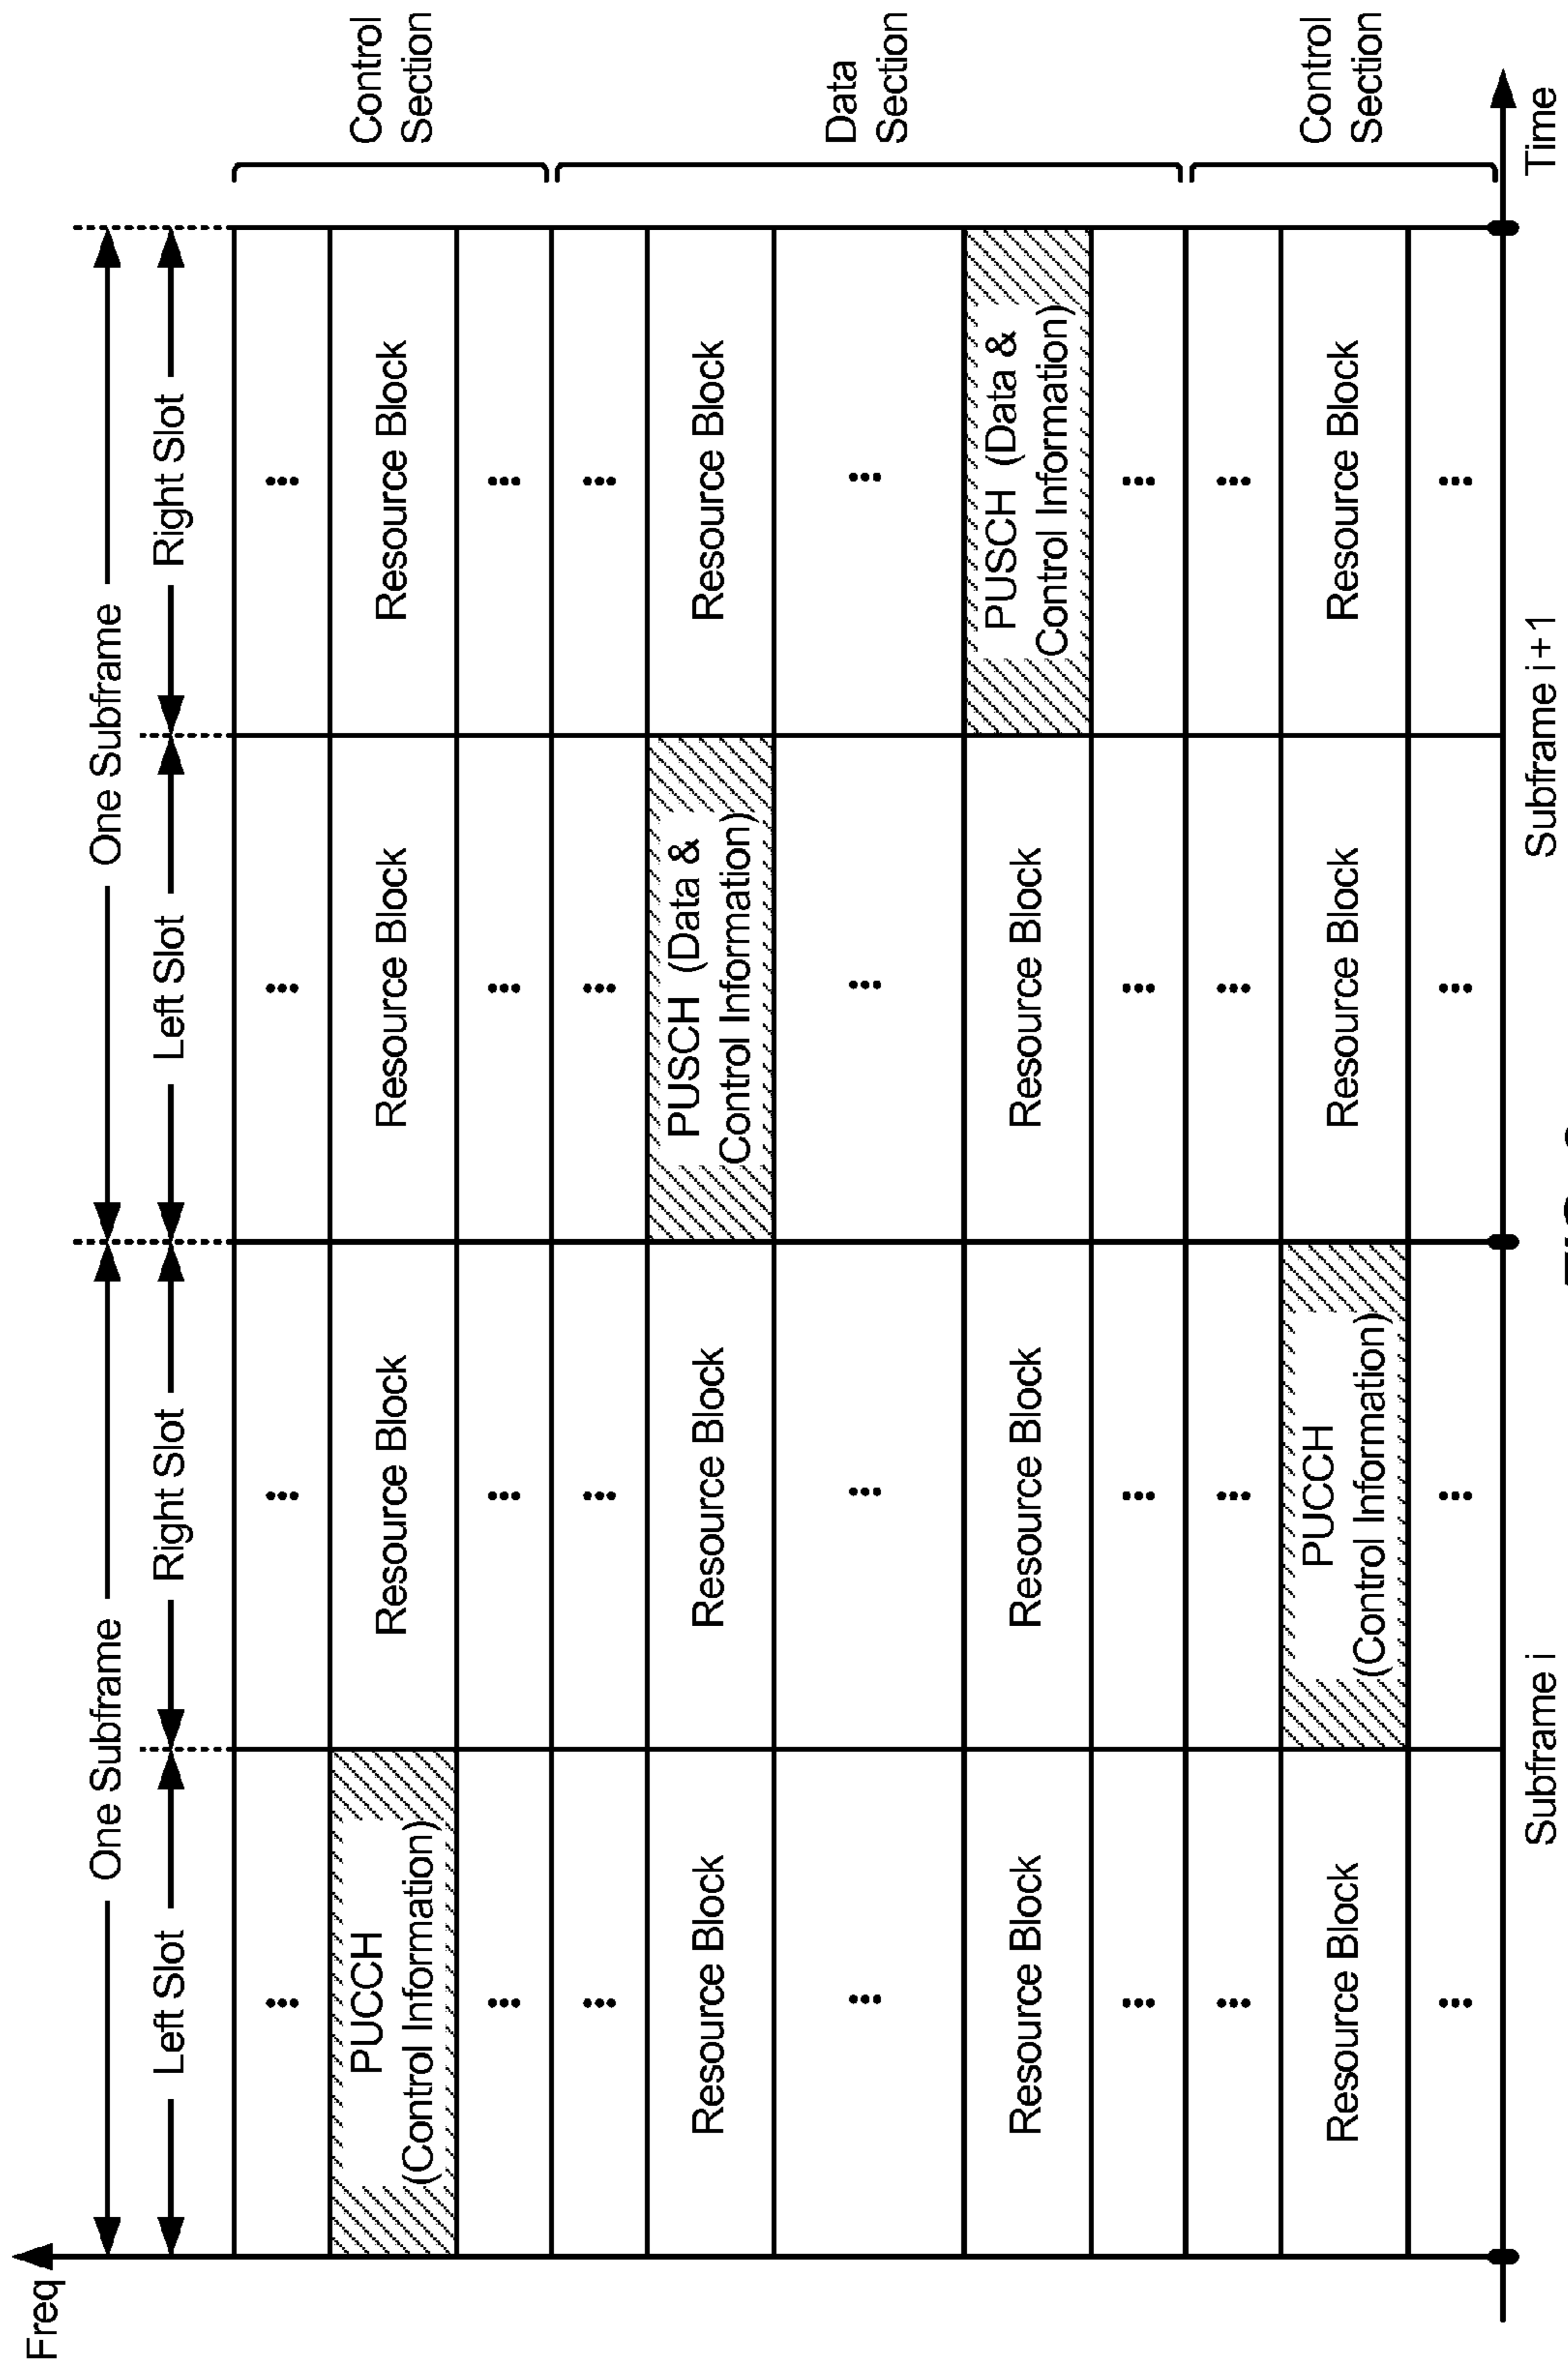 Freq
One Subframe
One Subframe
Left Slot
Right Slot
Left Slot
Right Slot
... ... ... ...
PUCCH
(Control Information)
Resource Block
Resource Block
Resource Block
Control
Section
... ... ... ...
... ... ... ...
Resource Block
Resource Block
PUSCH (Data &
Control Information)
Resource Block
... ... ... ...
Data
Section
Resource Block
Resource Block
Resource Block
PUSCH (Data &
Control Information)
... ... ... ...
... ... ... ...
Resource Block
PUCCH
(Control Information)
Resource Block
Resource Block
Control
Section
... ... ... ...
Subframe i
Subframe i+1
Time